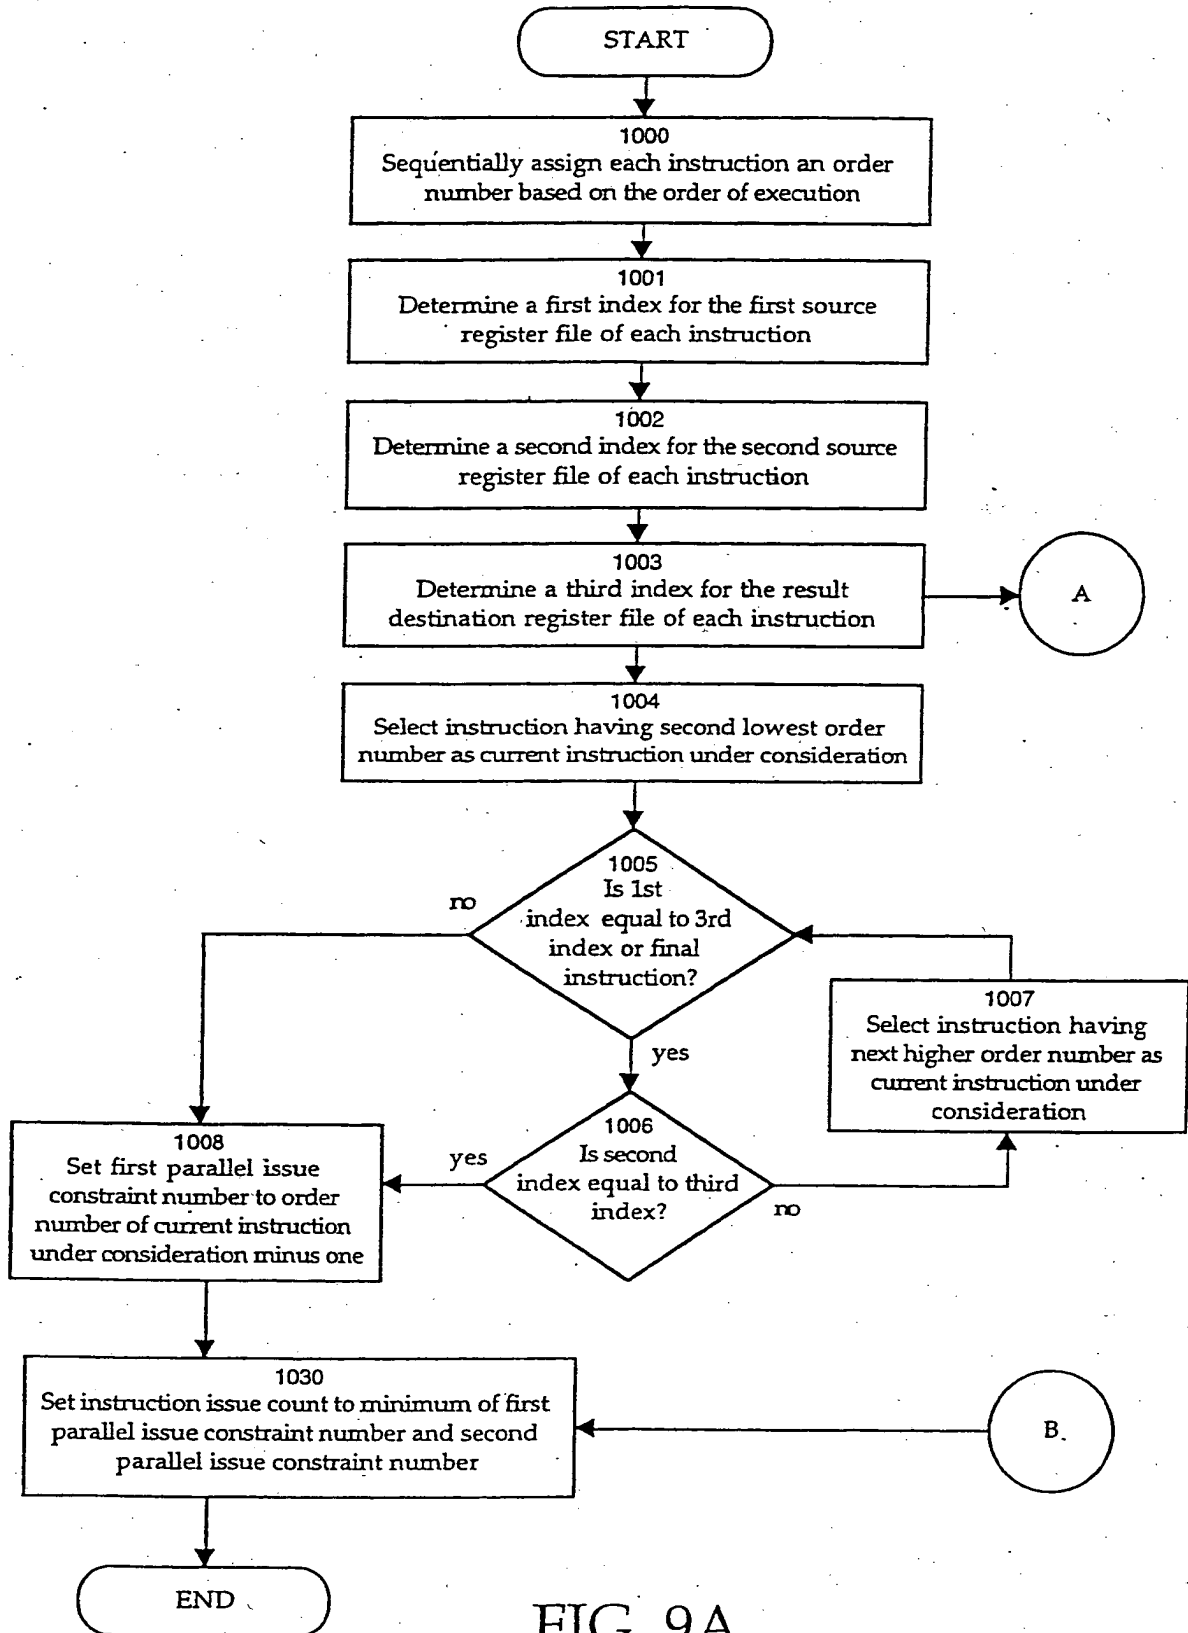 START
1000
Sequentially assign each instruction an order
number based on the order of execution
1001
Determine a first index for the first source
register file of each instruction
1002
Determine a second index for the second source
register file of each instruction
1003
Determine a third index for the result
destination register file of each instruction
A
1004
Select instruction having second lowest order
number as current instruction under consideration
1005
Is 1st
index equal to 3rd
index or final
instruction?
no
yes
1007
Select instruction having
next higher order number as
current instruction under
consideration
1006
Is second
index equal to third
index?
yes
no
1008
Set first parallel issue
constraint number to order
number of current instruction
under consideration minus one
1030
Set instruction issue count to minimum of first
parallel issue constraint number and second
parallel issue constraint number
B
END
FIG. 9A